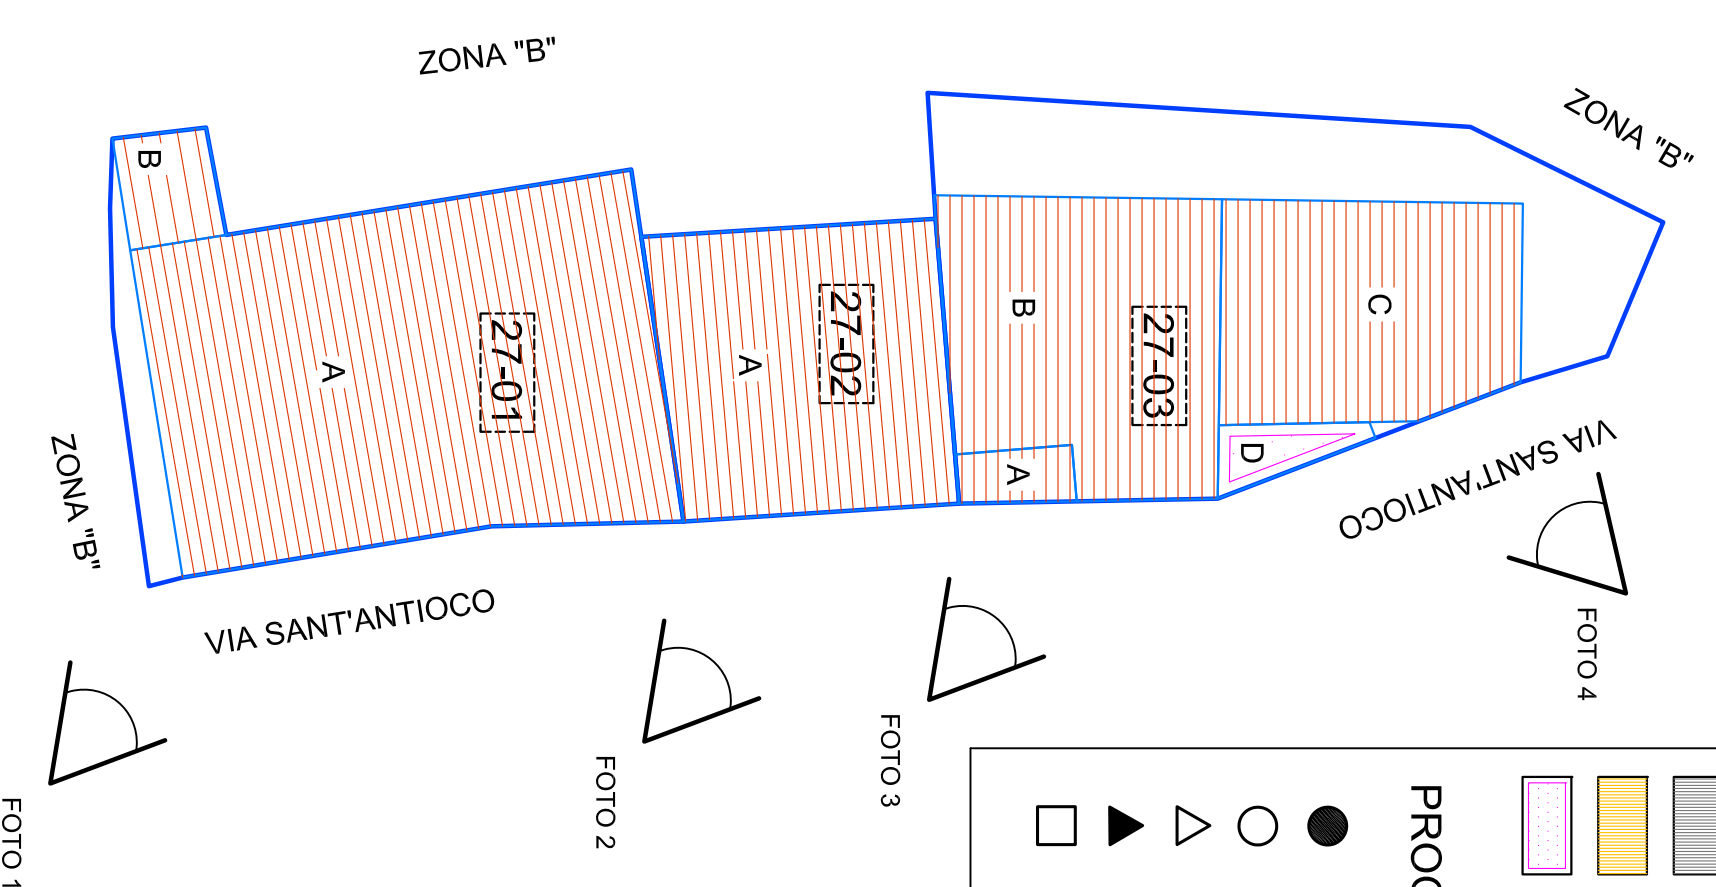 ZONA "B"
ZONA "B"
B
A
27-01
A
27-02
B
A
27-03
C
D
ZONA "B"
VIA SANT'ANTIOCO
VIA SANT'ANTIOCO
FOTO 1
FOTO 2
FOTO 3
FOTO 4